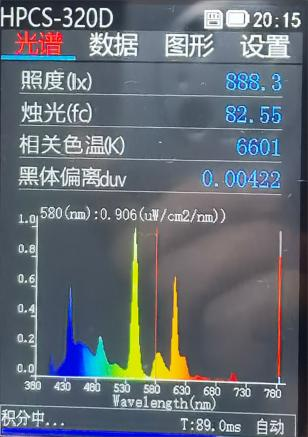 HPCS-320D 20:15
光谱 数据 图形 设置
照度(lx) 888.3
烛光(fc) 82.55
相关色温(K) 6601
黑体偏离duv 0.00422
580(nm):0.906(uW/cm2/nm))
1.0
0.8
0.6
0.4
0.2
0.0
380 430 480 530 580 630 680 730 780
Wavelength(nm)
积分中... T:89.0ms 自动